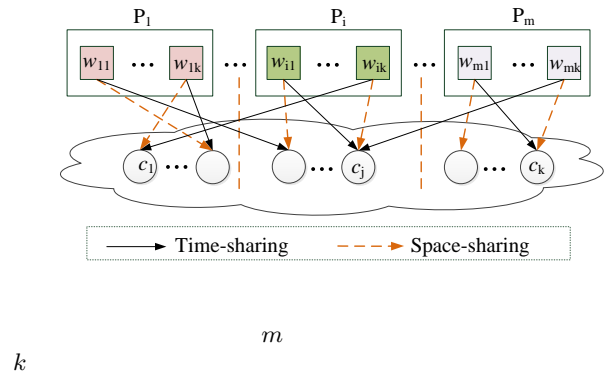 P₁ Pᵢ Pₘ
w₁₁ ... w₁ₖ ... wᵢ₁ ... wᵢₖ ... wₘ₁ ... wₘₖ
c₁ ... ... cⱼ ... cₖ
Time-sharing Space-sharing
m
k